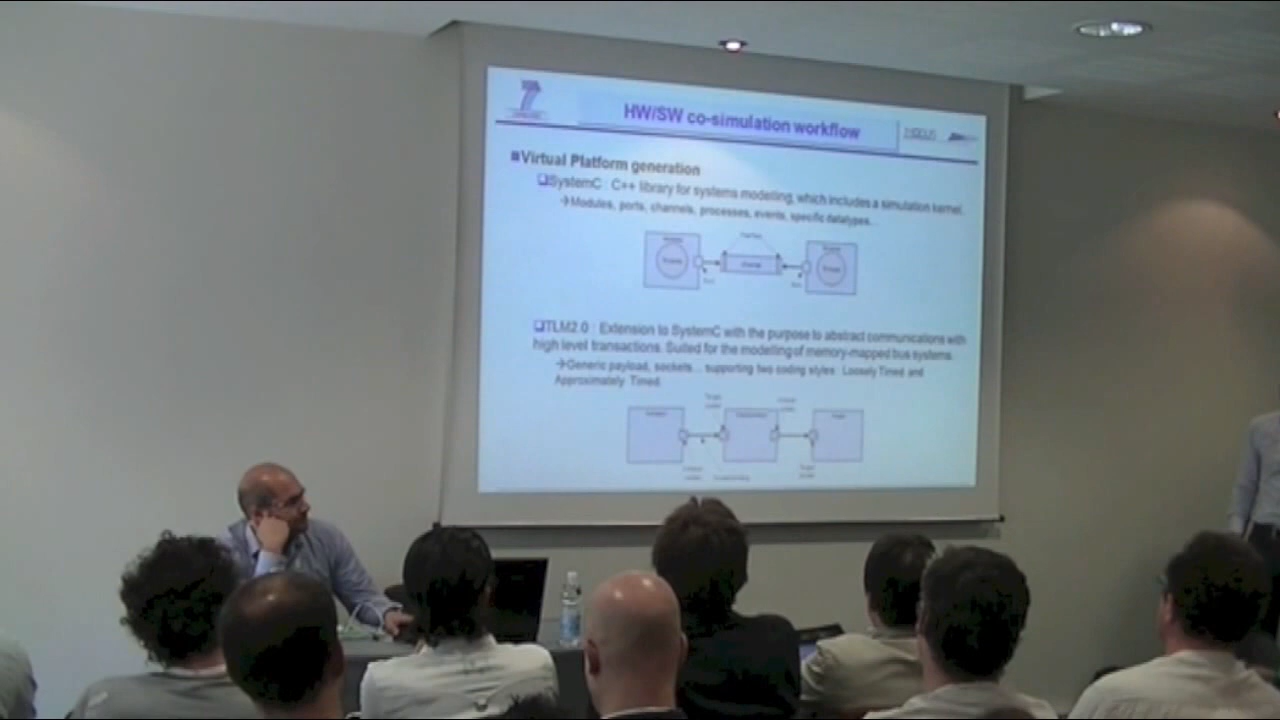 HW/SW co-simulation workflow
Virtual Platform generation
SystemC : C++ library for systems modelling, which includes a simulation kernel.
Modules, ports, channels, processes, events, specific datatypes...
TLM2.0 : Extension to SystemC with the purpose to abstract communications with
high level transactions. Suited for the modelling of memory-mapped bus systems.
Generic payload, sockets... supporting two coding styles : Loosely Timed and
Approximately Timed.